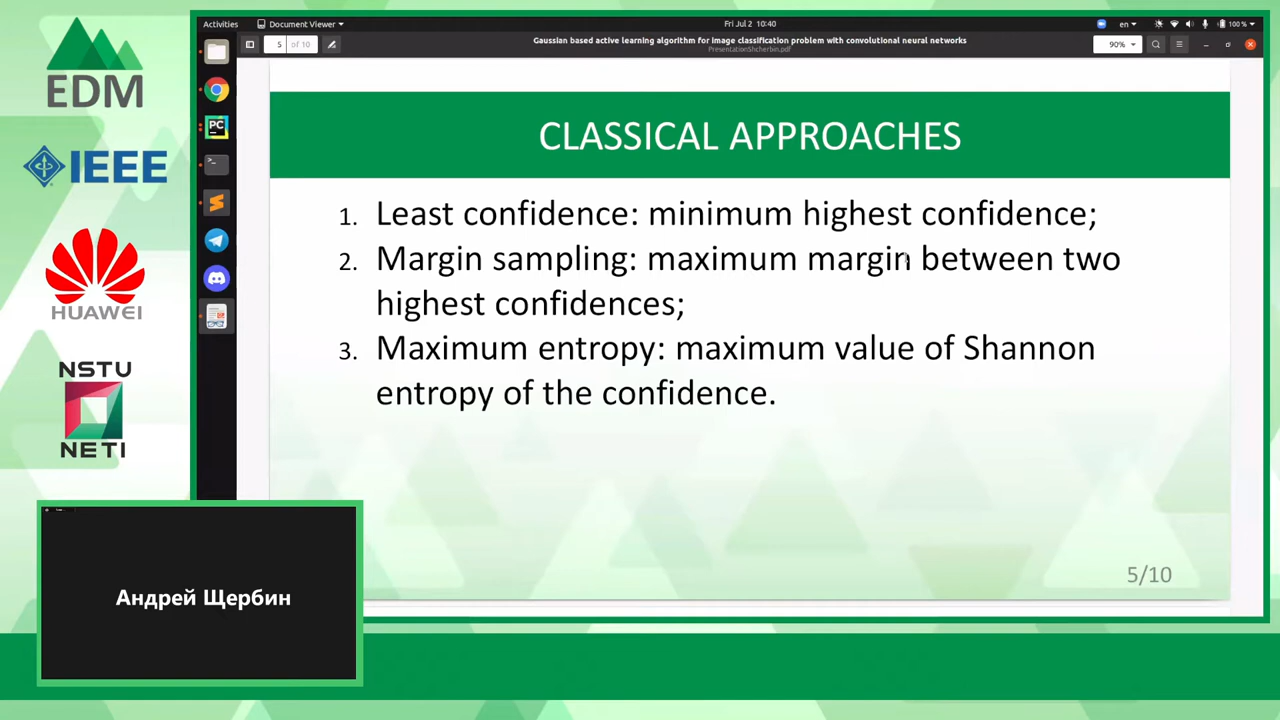 Activities
Document Viewer
Fri Jul 2 10:40
en
100 %
5 of 10
Gaussian based active learning algorithm for image classification problem with convolutional neural networks
PresentationShcherbin.pdf
90%
EDM
IEEE
HUAWEI
NSTU
NETI
PC
CLASSICAL APPROACHES
1. Least confidence: minimum highest confidence;
2. Margin sampling: maximum margin between two
highest confidences;
3. Maximum entropy: maximum value of Shannon
entropy of the confidence.
5/10
Андрей Щербин